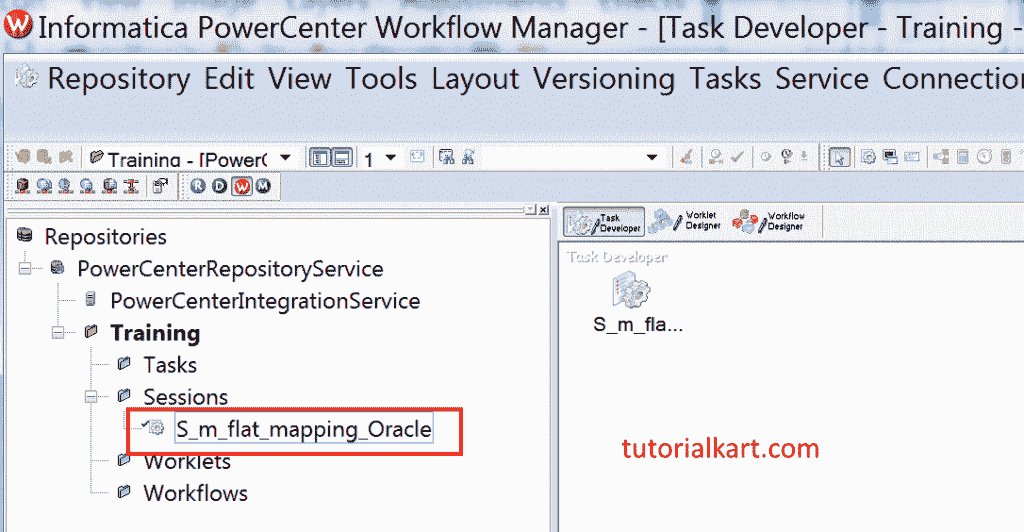 Informatica PowerCenter Workflow Manager - [Task Developer - Training -
Repository Edit View Tools Layout Versioning Tasks Service Connection
Training - [PowerC 1
R D W M
Task Developer
Worklet Designer
Workflow Designer
Repositories
PowerCenterRepositoryService
PowerCenterIntegrationService
Training
Tasks
Sessions
S_m_flat_mapping_Oracle
Worklets
Workflows
Task Developer
S_m_fla...
tutorialkart.com